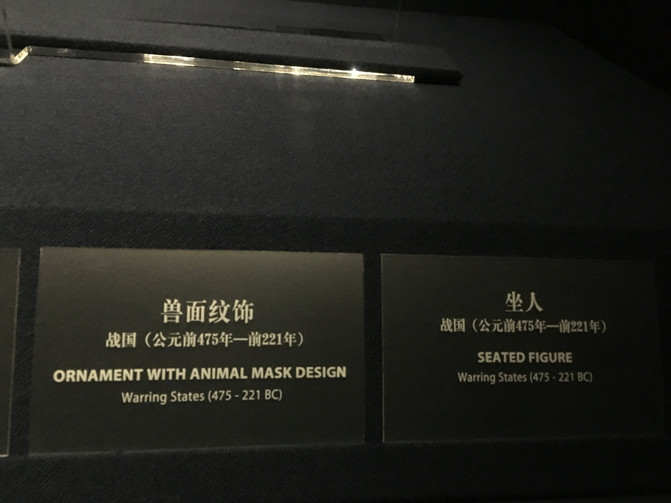 兽面纹饰
战国（公元前475年—前221年）
ORNAMENT WITH ANIMAL MASK DESIGN
Warring States (475 - 221 BC)
坐人
战国（公元前475年—前221年）
SEATED FIGURE
Warring States (475 - 221 BC)